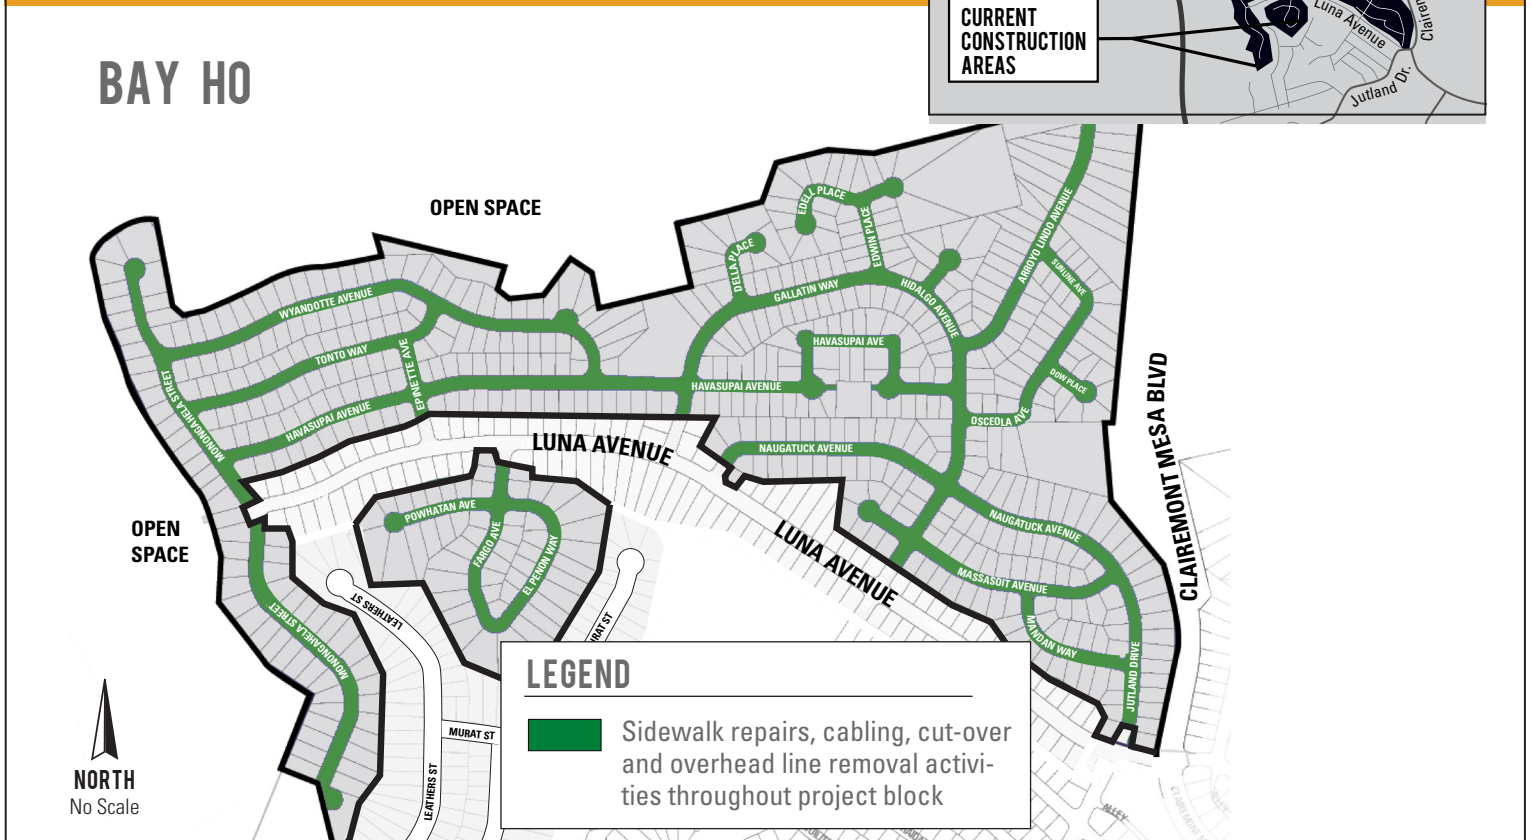 CURRENT
CONSTRUCTION
AREAS
Luna Avenue
Jutland Dr.
BAY HO
OPEN SPACE
EDELL PLACE
EDWIN PLACE
DELLA PLACE
GALLATIN WAY
HIDALGO AVENUE
ARROYO LINDO AVENUE
SUNLINE AVE
WYANDOTTE AVENUE
TONTO WAY
EPINETTE AVE
HAVASUPAI AVE
HAVASUPAI AVENUE
DOW PLACE
MONONGAHELA STREET
HAVASUPAI AVENUE
OSCEOLA AVE
CLAIREMONT MESA BLVD
LUNA AVENUE
NAUGATUCK AVENUE
OPEN
SPACE
POWHATAN AVE
FARGO AVE
EL PENON WAY
LUNA AVENUE
NAUGATUCK AVENUE
MASSASOIT AVENUE
MANDAN WAY
JUTLAND DRIVE
LEATHERS ST
MONONGAHELA STREET
MURAT ST
LEATHERS ST
LEGEND
Sidewalk repairs, cabling, cut-over
and overhead line removal activi-
ties throughout project block
NORTH
No Scale
ALLEY